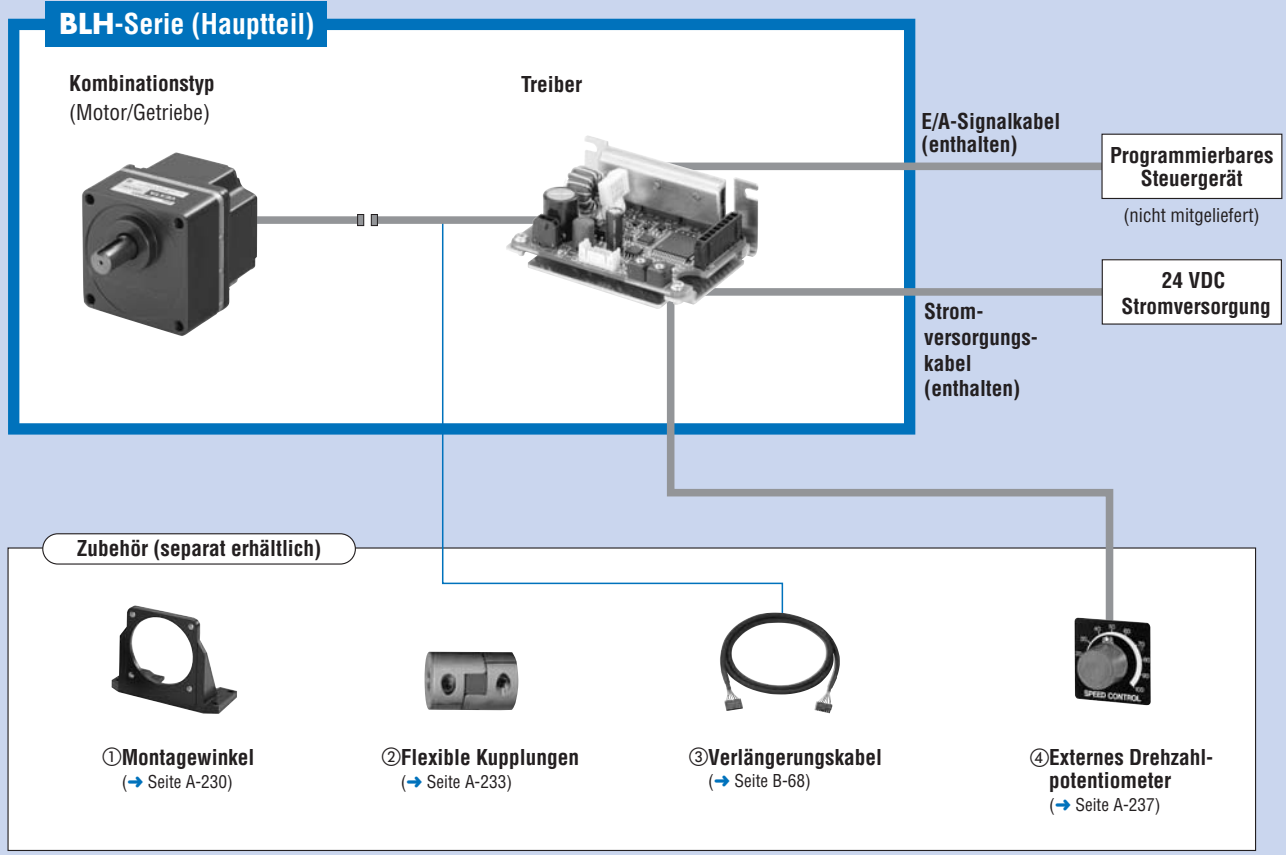 BLH-Serie (Hauptteil)
Kombinationstyp
(Motor/Getriebe)
Treiber
E/A-Signalkabel
(enthalten)
Programmierbares
Steuergerät
(nicht mitgeliefert)
24 VDC
Stromversorgung
Strom-
versorgungs-
kabel
(enthalten)
Zubehör (separat erhältlich)
SPEED CONTROL
①Montagewinkel
(➔ Seite A-230)
②Flexible Kupplungen
(➔ Seite A-233)
③Verlängerungskabel
(➔ Seite B-68)
④Externes Drehzahl-
potentiometer
(➔ Seite A-237)